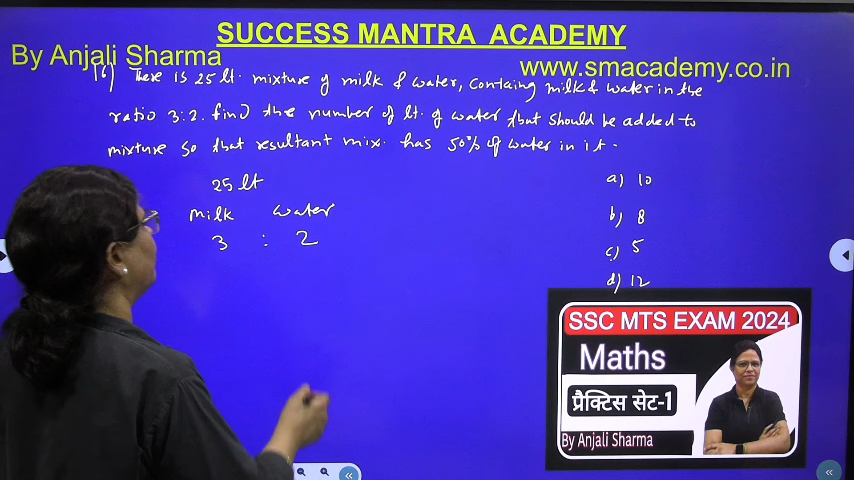 SUCCESS MANTRA ACADEMY
By Anjali Sharma
www.smacademy.co.in
16) There is 25 lt. mixture of milk & water, containg milk & water in the
ratio 3:2. find the number of lt. of water that should be added to
mixture so that resultant mix. has 50% of water in it.
25 lt
milk water
3 : 2
a) 10
b) 8
c) 5
d) 12
SSC MTS EXAM 2024
Maths
प्रैक्टिस सेट-1
By Anjali Sharma